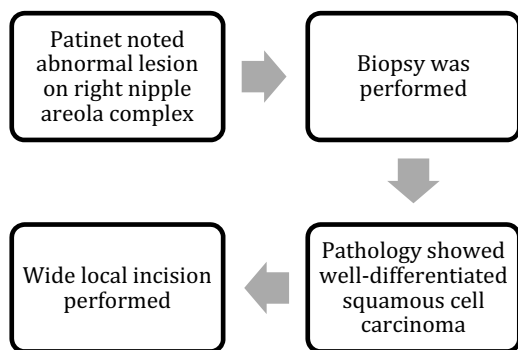 Patinet noted
abnormal lesion
on right nipple
areola complex
Biopsy was
performed
Pathology showed
well-differentiated
squamous cell
carcinoma
Wide local incision
performed